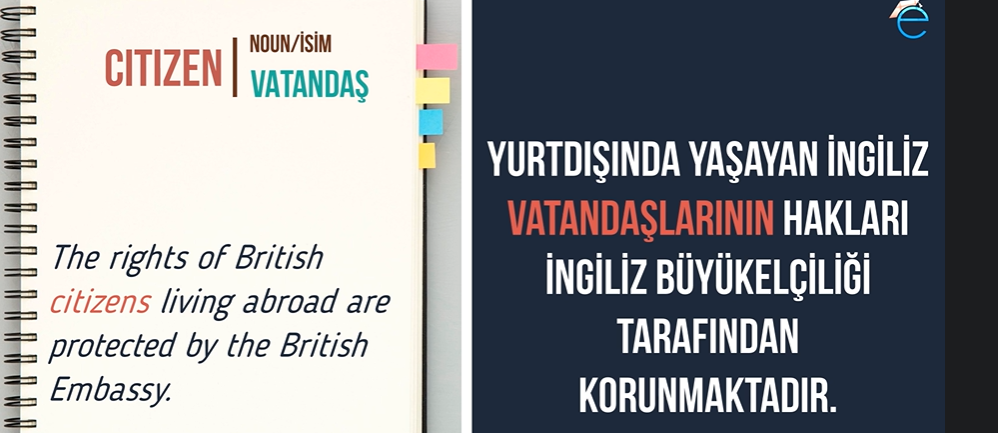 CITIZEN
NOUN/İSİM
VATANDAŞ
The rights of British
citizens living abroad are
protected by the British
Embassy.
YURTDIŞINDA YAŞAYAN İNGİLİZ
VATANDAŞLARININ HAKLARI
İNGİLİZ BÜYÜKELÇİLİĞİ
TARAFINDAN
KORUNMAKTADIR.